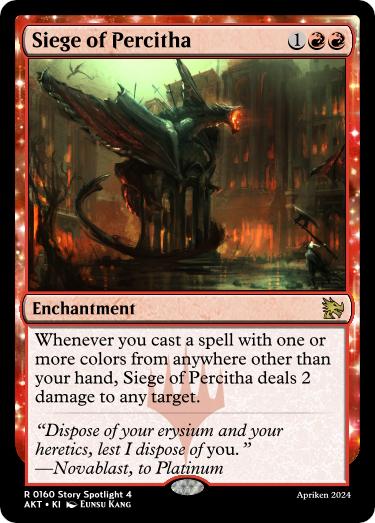 Siege of Percitha 1
Enchantment
Whenever you cast a spell with one or
more colors from anywhere other than
your hand, Siege of Percitha deals 2
damage to any target.
“Dispose of your erysium and your
heretics, lest I dispose of you.”
—Novablast, to Platinum
R 0160 Story Spotlight 4
AKT • KI Eunsu Kang
Apriken 2024